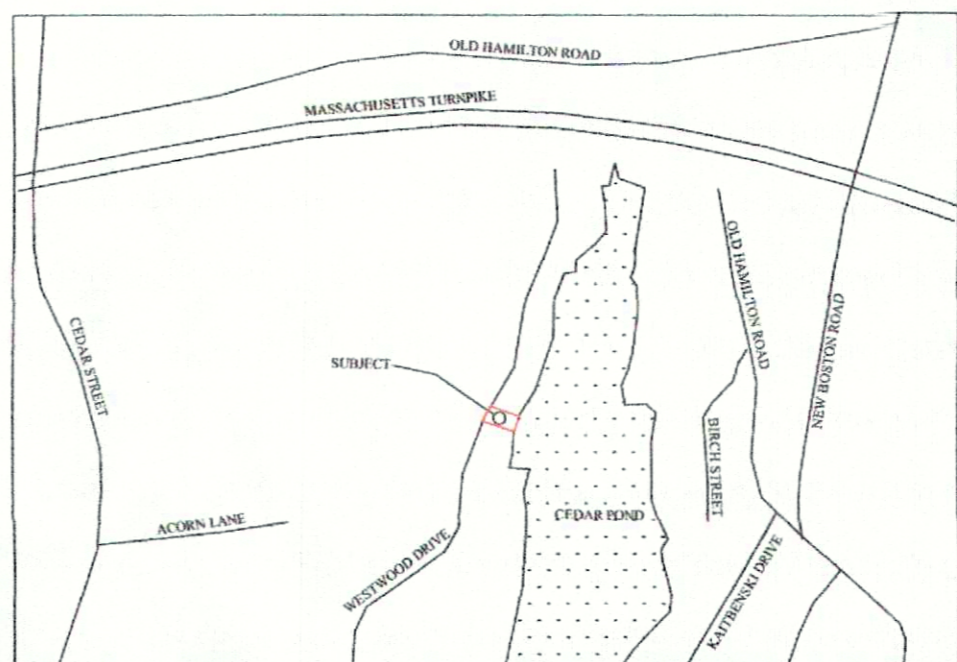 OLD HAMILTON ROAD
MASSACHUSETTS TURNPIKE
OLD HAMILTON ROAD
NEW BOSTON ROAD
CEDAR STREET
SUBJECT
BIRCH STREET
CEDAR POND
ACORN LANE
WESTWOOD DRIVE
KAITBENSKI DRIVE